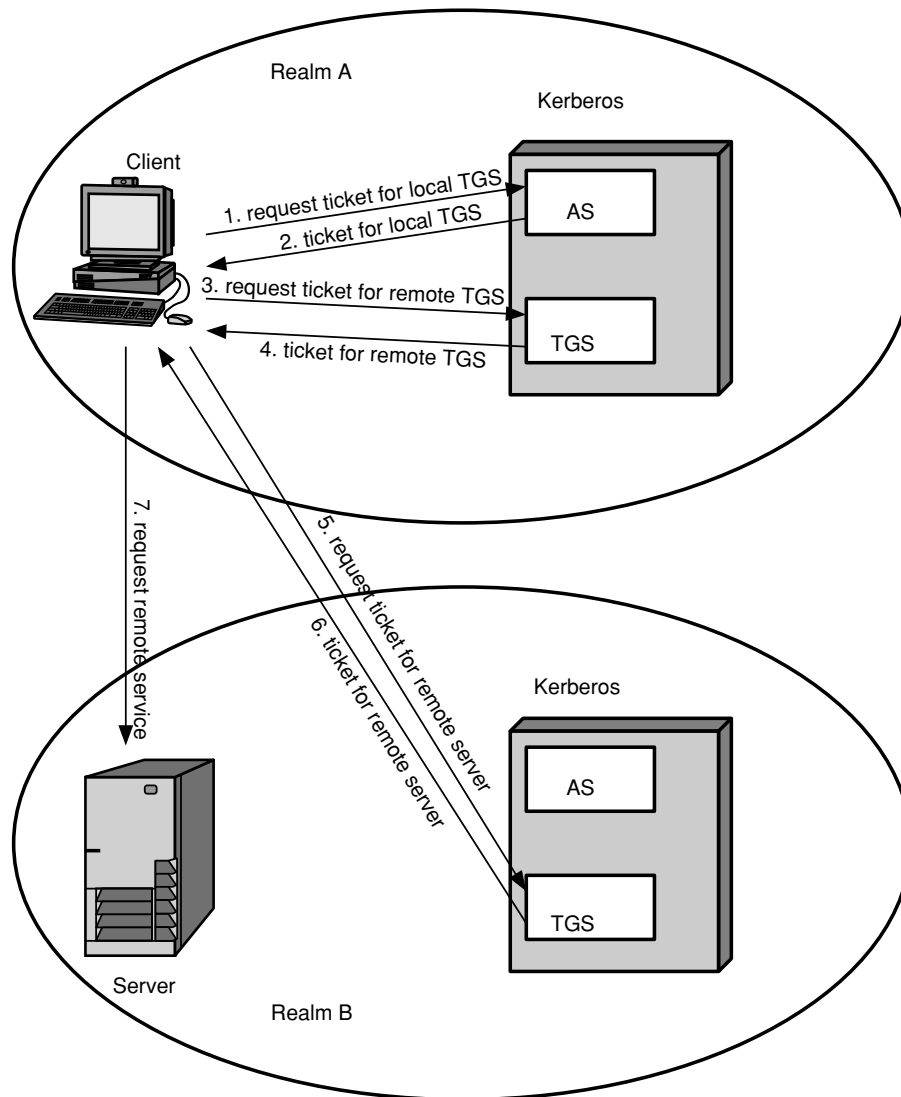 Realm A
Kerberos
Client
1. request ticket for local TGS
AS
2. ticket for local TGS
3. request ticket for remote TGS
TGS
4. ticket for remote TGS
5. request ticket for remote server
7. request remote service
6. ticket for remote server
Kerberos
AS
TGS
Server
Realm B